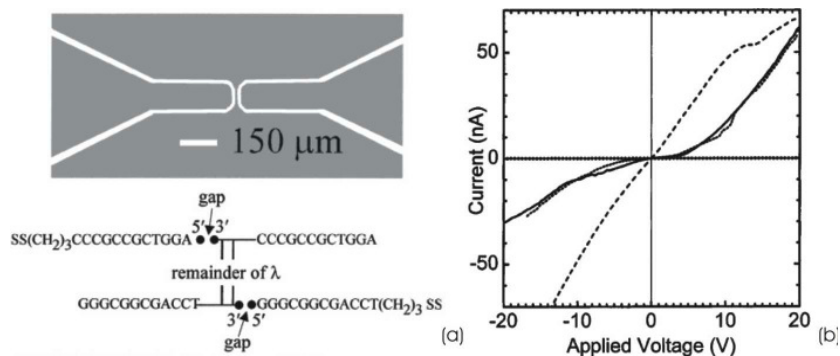 150 μm
gap
5' 3'
SS(CH₂)₃CCCGCCGCTGGA CCCGCCGCTGGA
remainder of λ
GGGCGGCGACCT GGGCGGCGACCT(CH₂)₃ SS
3' 5'
gap
(a)
Current (nA)
50
0
-50
-20 -10 0 10 20
Applied Voltage (V)
(b)